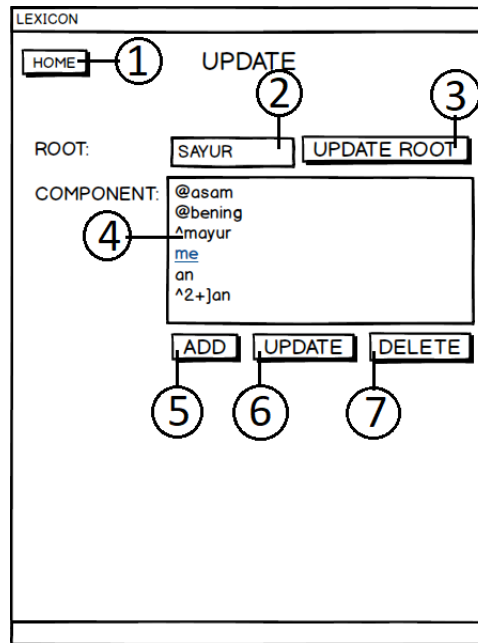 LEXICON
HOME 1 UPDATE
2 3
ROOT: SAYUR UPDATE ROOT
COMPONENT: @asam
@bening
4 ^mayur
me
an
^2+]an
ADD UPDATE DELETE
5 6 7